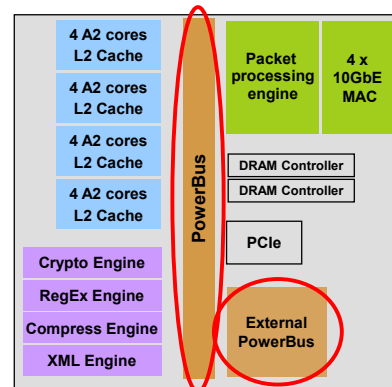 4 A2 cores
L2 Cache
4 A2 cores
L2 Cache
4 A2 cores
L2 Cache
4 A2 cores
L2 Cache
Crypto Engine
RegEx Engine
Compress Engine
XML Engine
PowerBus
Packet
processing
engine
4 x
10GbE
MAC
DRAM Controller
DRAM Controller
PCIe
External
PowerBus